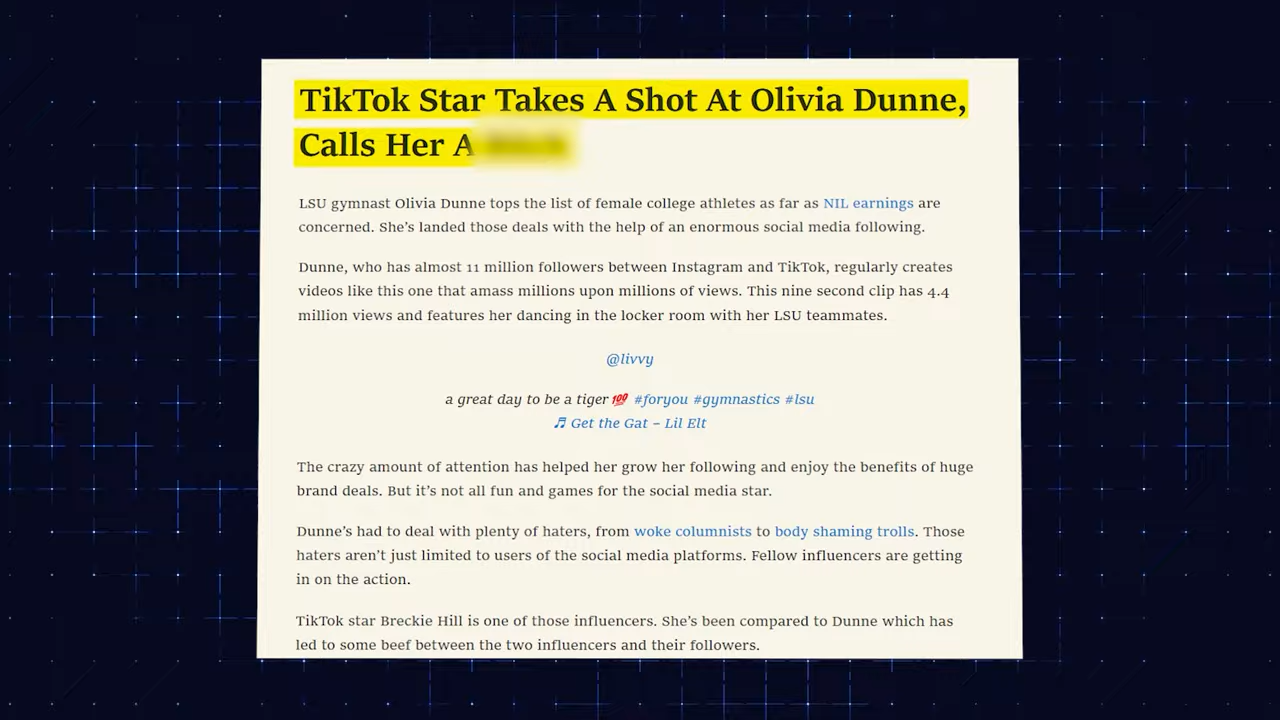 TikTok Star Takes A Shot At Olivia Dunne,
Calls Her A
LSU gymnast Olivia Dunne tops the list of female college athletes as far as NIL earnings are
concerned. She’s landed those deals with the help of an enormous social media following.
Dunne, who has almost 11 million followers between Instagram and TikTok, regularly creates
videos like this one that amass millions upon millions of views. This nine second clip has 4.4
million views and features her dancing in the locker room with her LSU teammates.
@livvy
a great day to be a tiger 💯 #foryou #gymnastics #lsu
♬ Get the Gat – Lil Elt
The crazy amount of attention has helped her grow her following and enjoy the benefits of huge
brand deals. But it’s not all fun and games for the social media star.
Dunne’s had to deal with plenty of haters, from woke columnists to body shaming trolls. Those
haters aren’t just limited to users of the social media platforms. Fellow influencers are getting
in on the action.
TikTok star Breckie Hill is one of those influencers. She’s been compared to Dunne which has
led to some beef between the two influencers and their followers.